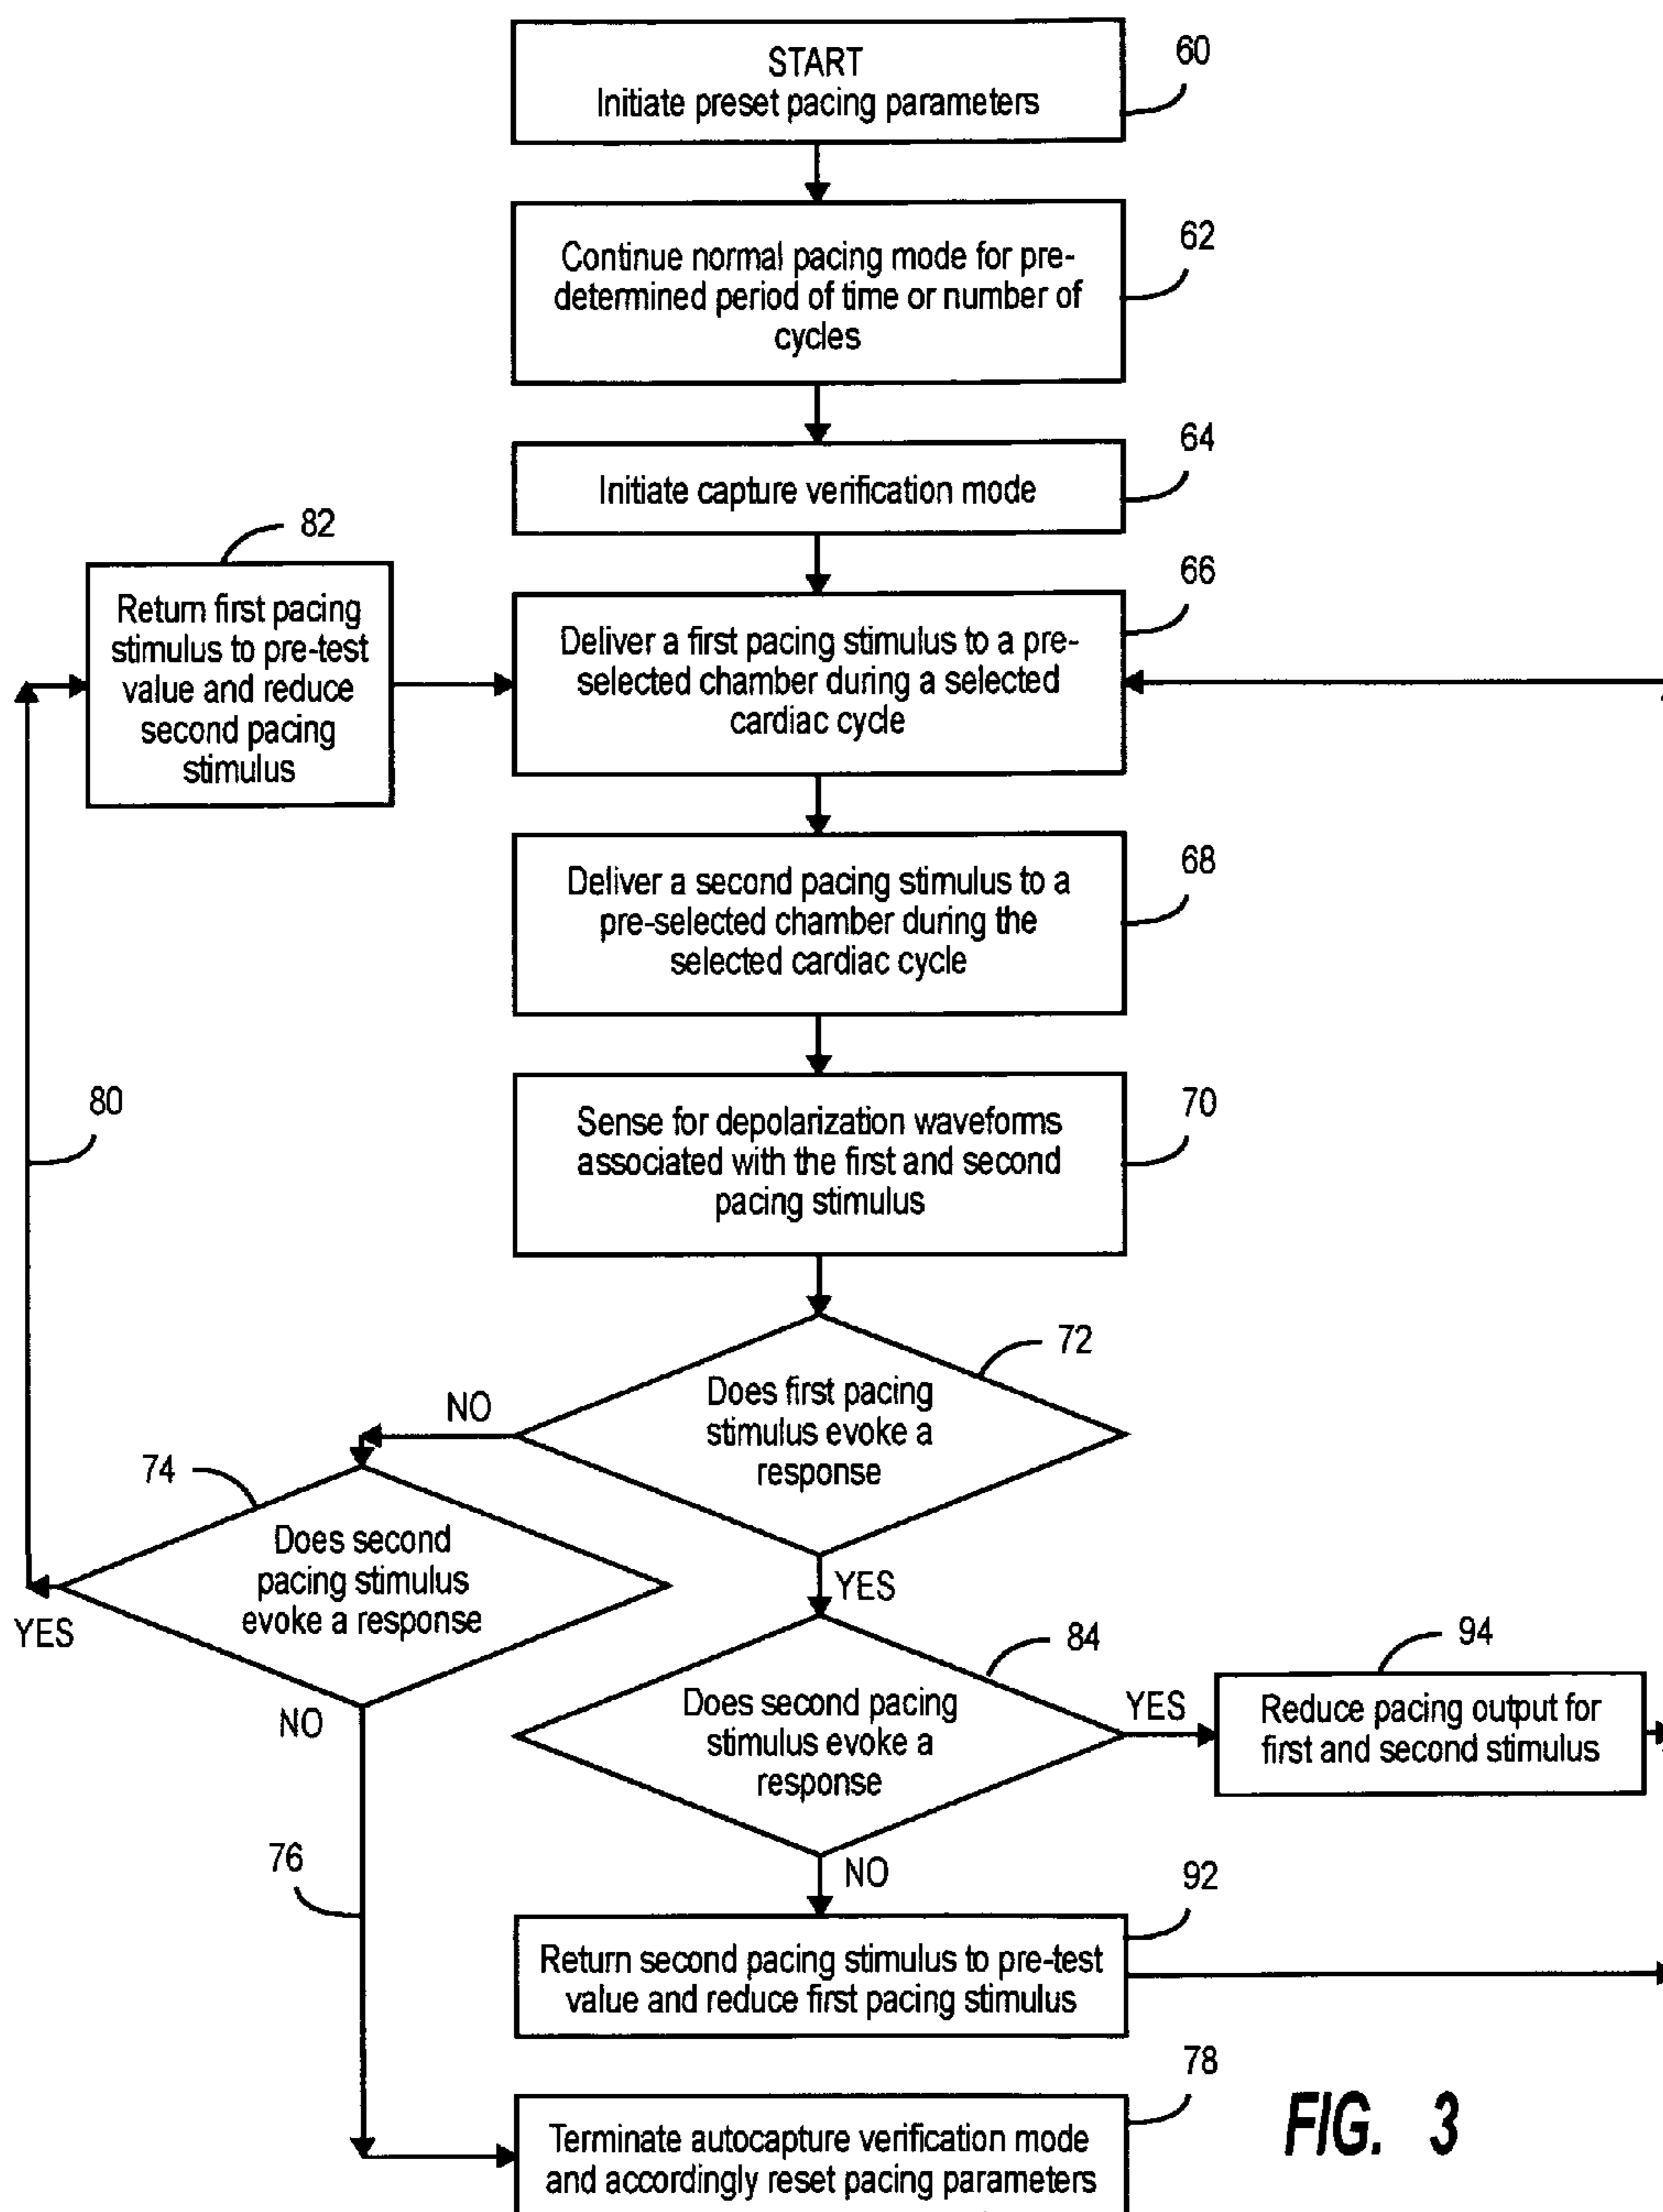 START
Initiate preset pacing parameters
60
Continue normal pacing mode for pre-
determined period of time or number of
cycles
62
Initiate capture verification mode
64
82
Return first pacing
stimulus to pre-test
value and reduce
second pacing
stimulus
Deliver a first pacing stimulus to a pre-
selected chamber during a selected
cardiac cycle
66
Deliver a second pacing stimulus to a
pre-selected chamber during the
selected cardiac cycle
68
80
Sense for depolarization waveforms
associated with the first and second
pacing stimulus
70
72
Does first pacing
stimulus evoke a
response
NO
74
Does second
pacing stimulus
evoke a response
YES
YES
NO
84
Does second pacing
stimulus evoke a
response
YES
94
Reduce pacing output for
first and second stimulus
76
NO
92
Return second pacing stimulus to pre-test
value and reduce first pacing stimulus
78
Terminate autocapture verification mode
and accordingly reset pacing parameters
FIG. 3